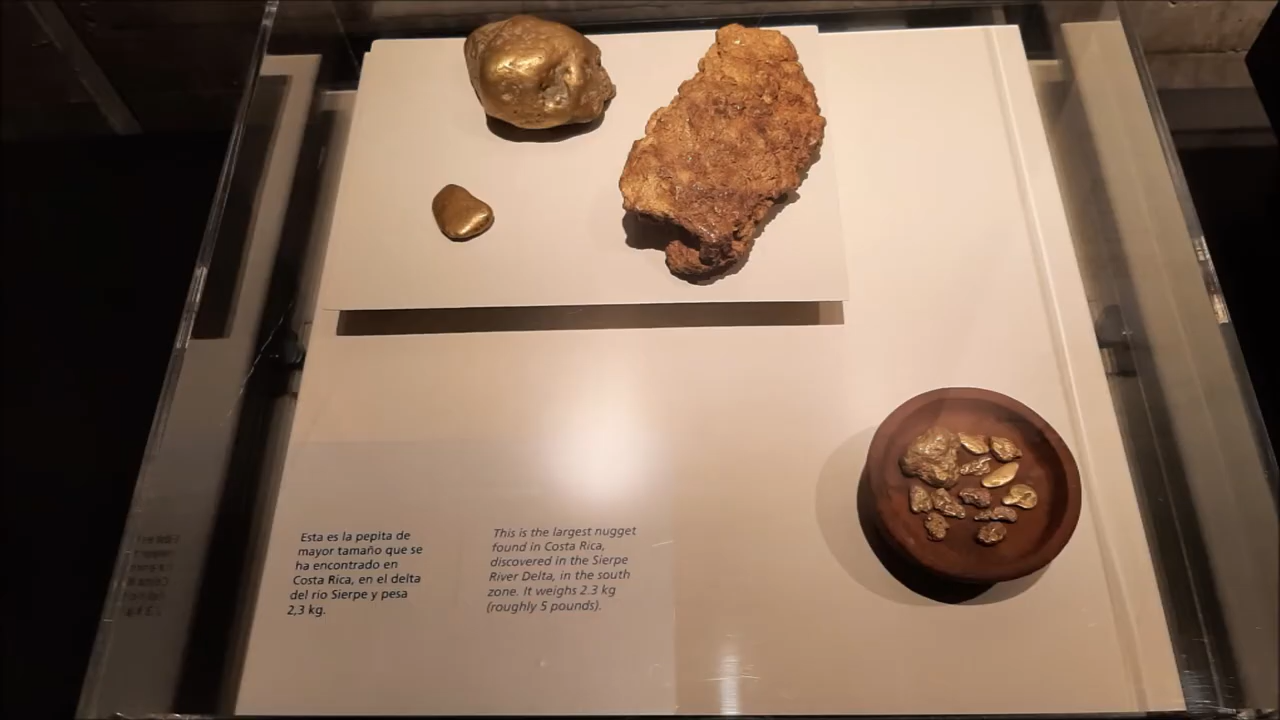 Esta es la pepita de
mayor tamaño que se
ha encontrado en
Costa Rica, en el delta
del río Sierpe y pesa
2,3 kg.
This is the largest nugget
found in Costa Rica,
discovered in the Sierpe
River Delta, in the south
zone. It weighs 2.3 kg
(roughly 5 pounds).